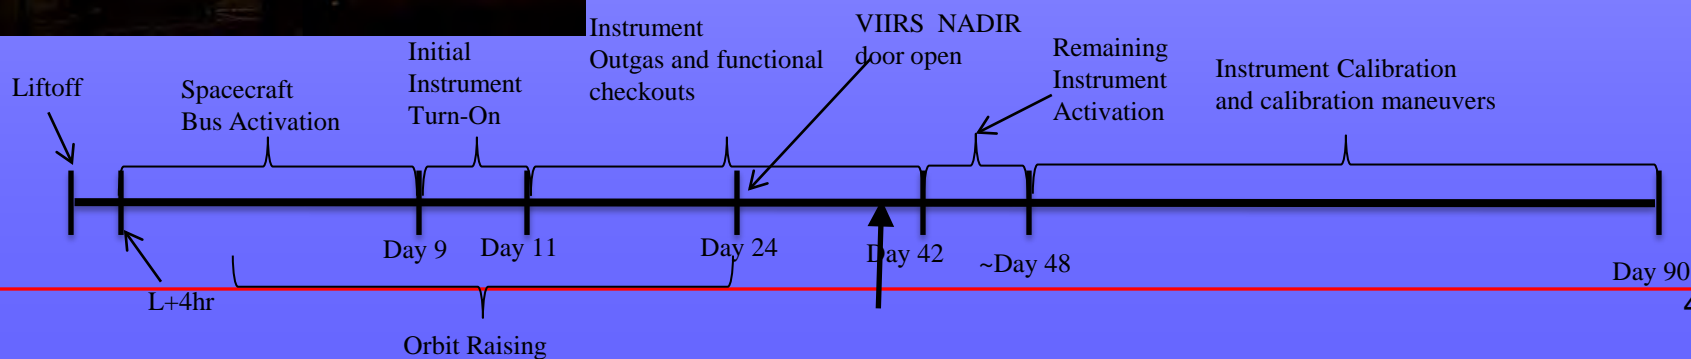 Liftoff
Spacecraft
Bus Activation
Initial
Instrument
Turn-On
Instrument
Outgas and functional
checkouts
VIIRS NADIR
door open
Remaining
Instrument
Activation
Instrument Calibration
and calibration maneuvers
L+4hr
Day 9
Day 11
Day 24
Day 42
~Day 48
Day 90
Orbit Raising